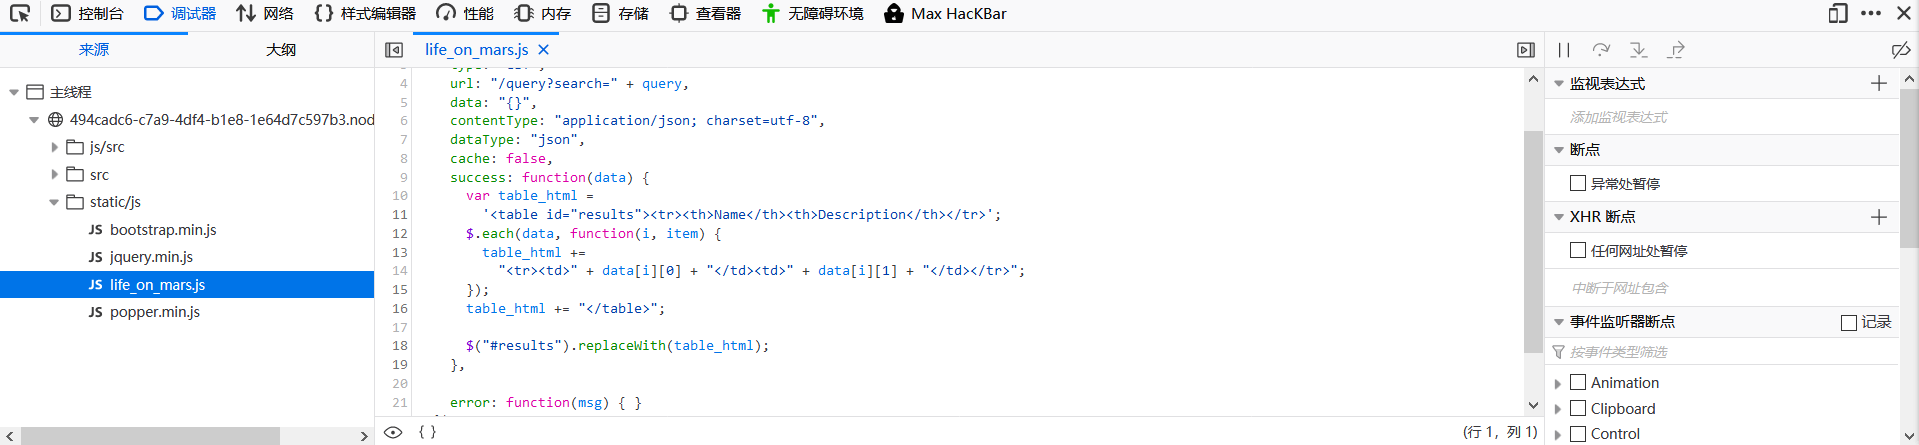 控制台 调试器 网络 样式编辑器 性能 内存 存储 查看器 无障碍环境 Max HacKBar
来源 大纲
主线程
494cadc6-c7a9-4df4-b1e8-1e64d7c597b3.nod
js/src
src
static/js
JS bootstrap.min.js
JS jquery.min.js
JS life_on_mars.js
JS popper.min.js
life_on_mars.js
4 url: "/query?search=" + query,
5 data: "{}",
6 contentType: "application/json; charset=utf-8",
7 dataType: "json",
8 cache: false,
9 success: function(data) {
10 var table_html =
11 '<table id="results"><tr><th>Name</th><th>Description</th></tr>';
12 $.each(data, function(i, item) {
13 table_html +=
14 "<tr><td>" + data[i][0] + "</td><td>" + data[i][1] + "</td></tr>";
15 });
16 table_html += "</table>";
17
18 $("#results").replaceWith(table_html);
19 },
20
21 error: function(msg) { }
{ } (行 1，列 1)
监视表达式
添加监视表达式
断点
异常处暂停
XHR 断点
任何网址处暂停
中断于网址包含
事件监听器断点 记录
按事件类型筛选
Animation
Clipboard
Control